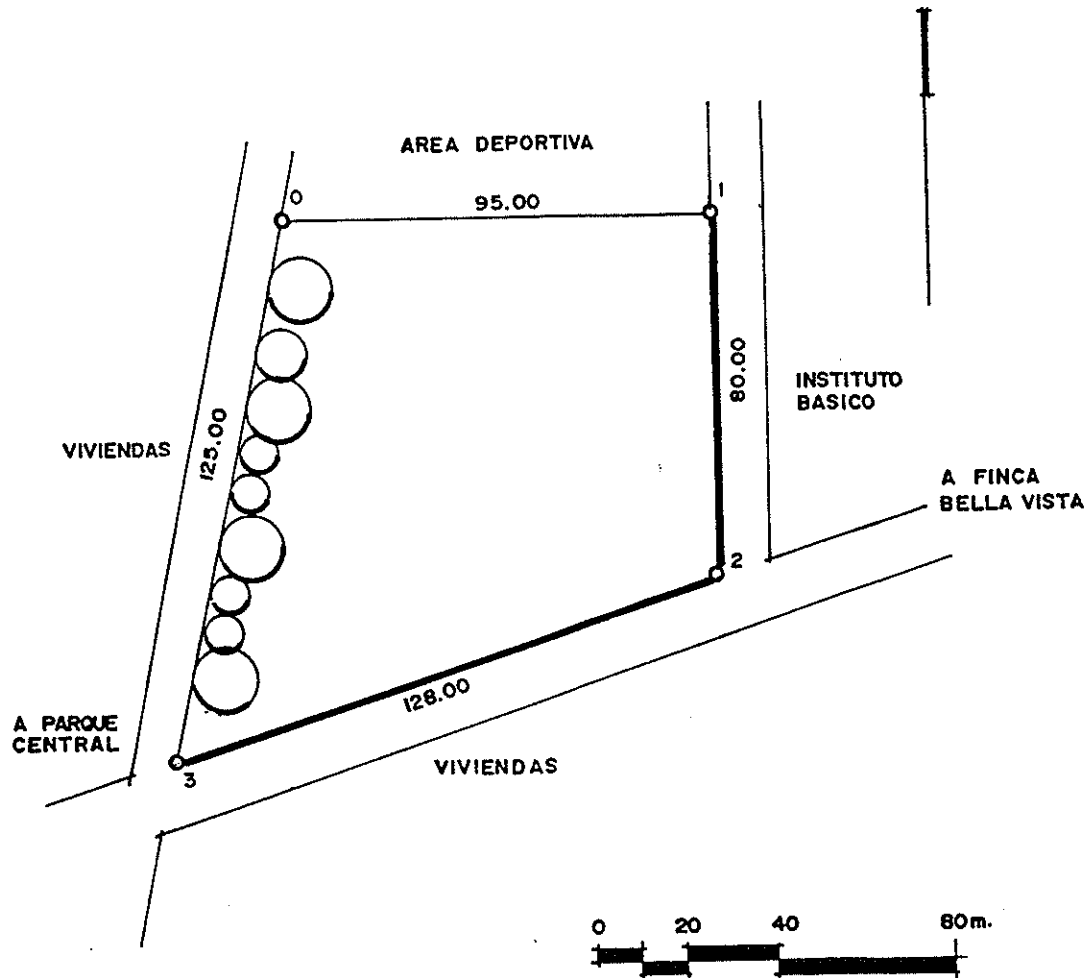 AREA DEPORTIVA
0
95.00
1
80.00
INSTITUTO
BASICO
VIVIENDAS
125.00
A FINCA
BELLA VISTA
2
128.00
A PARQUE
CENTRAL
3
VIVIENDAS
0 20 40 80m.